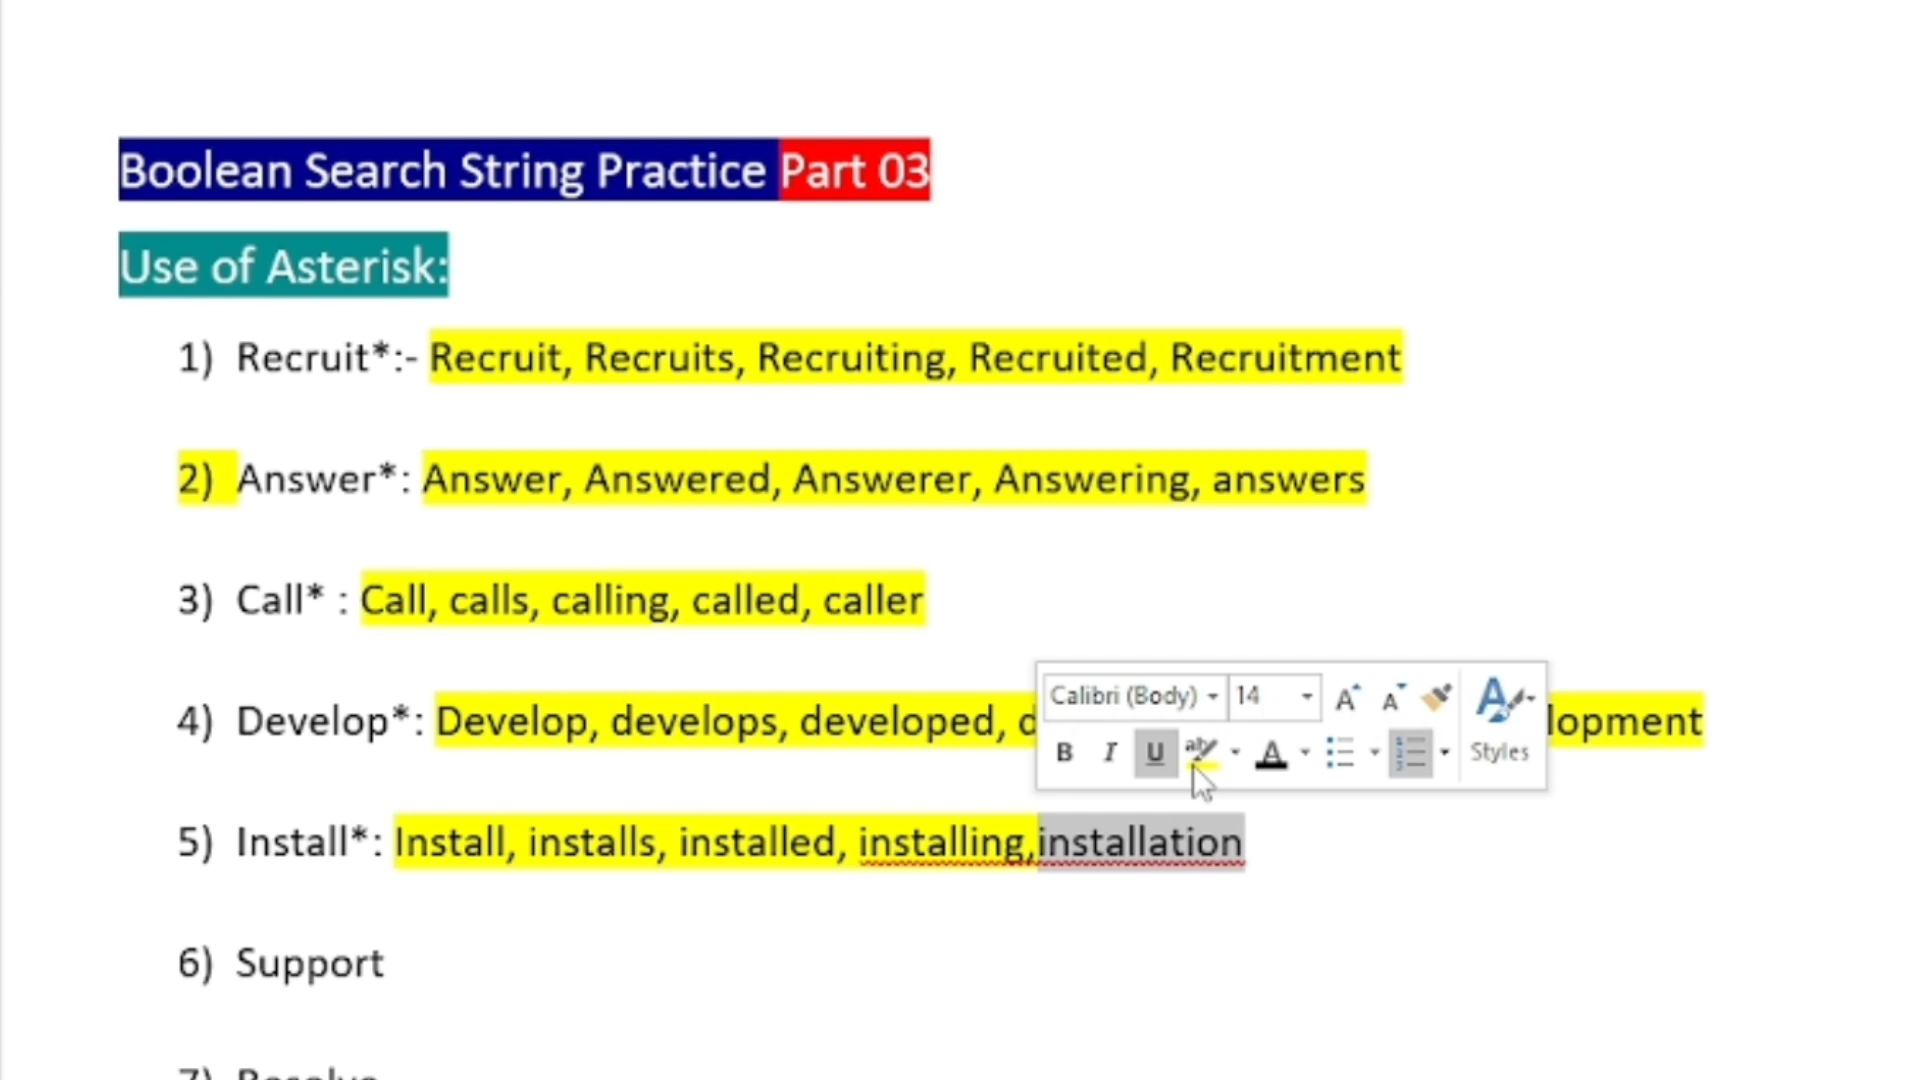 Boolean Search String Practice Part 03
Use of Asterisk:
1) Recruit*:- Recruit, Recruits, Recruiting, Recruited, Recruitment
2) Answer*: Answer, Answered, Answerer, Answering, answers
3) Call* : Call, calls, calling, called, caller
Calibri (Body) 14
4) Develop*: Develop, develops, developed, lopment
B I U A Styles
5) Install*: Install, installs, installed, installing,installation
6) Support